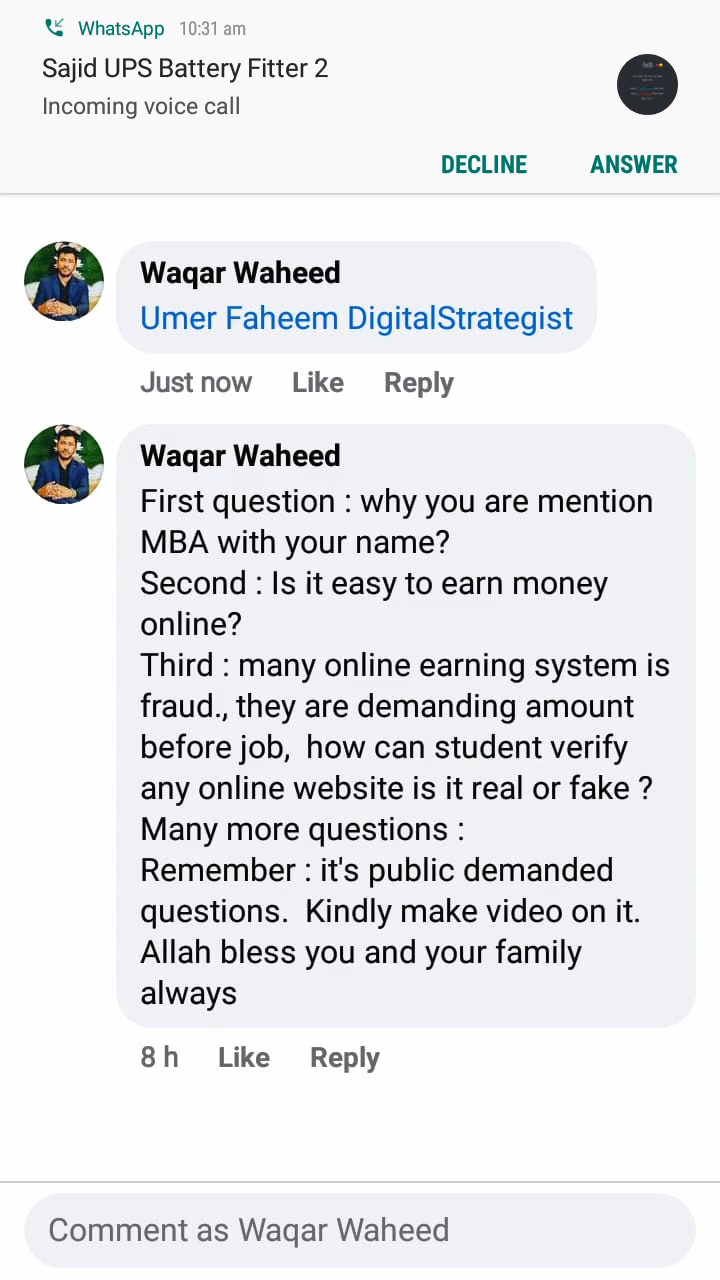 WhatsApp 10:31 am
Sajid UPS Battery Fitter 2
Incoming voice call
DECLINE ANSWER
Waqar Waheed
Umer Faheem DigitalStrategist
Just now Like Reply
Waqar Waheed
First question : why you are mention
MBA with your name?
Second : Is it easy to earn money
online?
Third : many online earning system is
fraud., they are demanding amount
before job,  how can student verify
any online website is it real or fake ?
Many more questions :
Remember : it's public demanded
questions.  Kindly make video on it.
Allah bless you and your family
always
8 h Like Reply
Comment as Waqar Waheed